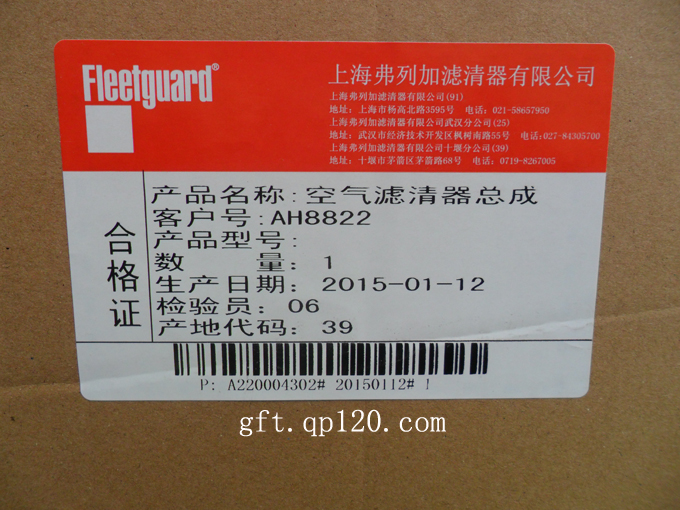 Fleetguard®
上海弗列加滤清器有限公司
上海弗列加滤清器有限公司(91)
地址：上海市杨高北路3595号 电话：021-58657950
上海弗列加滤清器有限公司武汉分公司(25)
地址：武汉市经济技术开发区枫树南路55号 电话:027-84305700
上海弗列加滤清器有限公司十堰分公司(39)
地址：十堰市茅箭区茅箭路68号 电话：0719-8267005
合格证
产品名称:空气滤清器总成
客户号:AH8822
产品型号:
数 量: 1
生产日期: 2015-01-12
检验员: 06
产地代码: 39
P: A220004302# 20150112# 1
gft.qp120.com